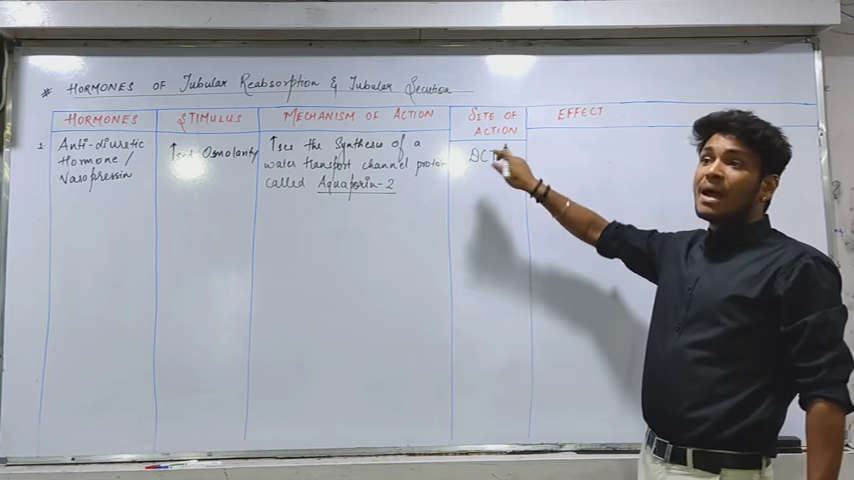 * HORMONES OF Tubular Reabsorption & Tubular Secretion
HORMONES
STIMULUS
MECHANISM OF ACTION
SITE OF
ACTION
EFFECT
1. Anti-diuretic
Hormone /
Vasopressin
↑sed Osmolarity
↑ses the Synthesis of a
water transport channel protein
called Aquaporin-2
DCT